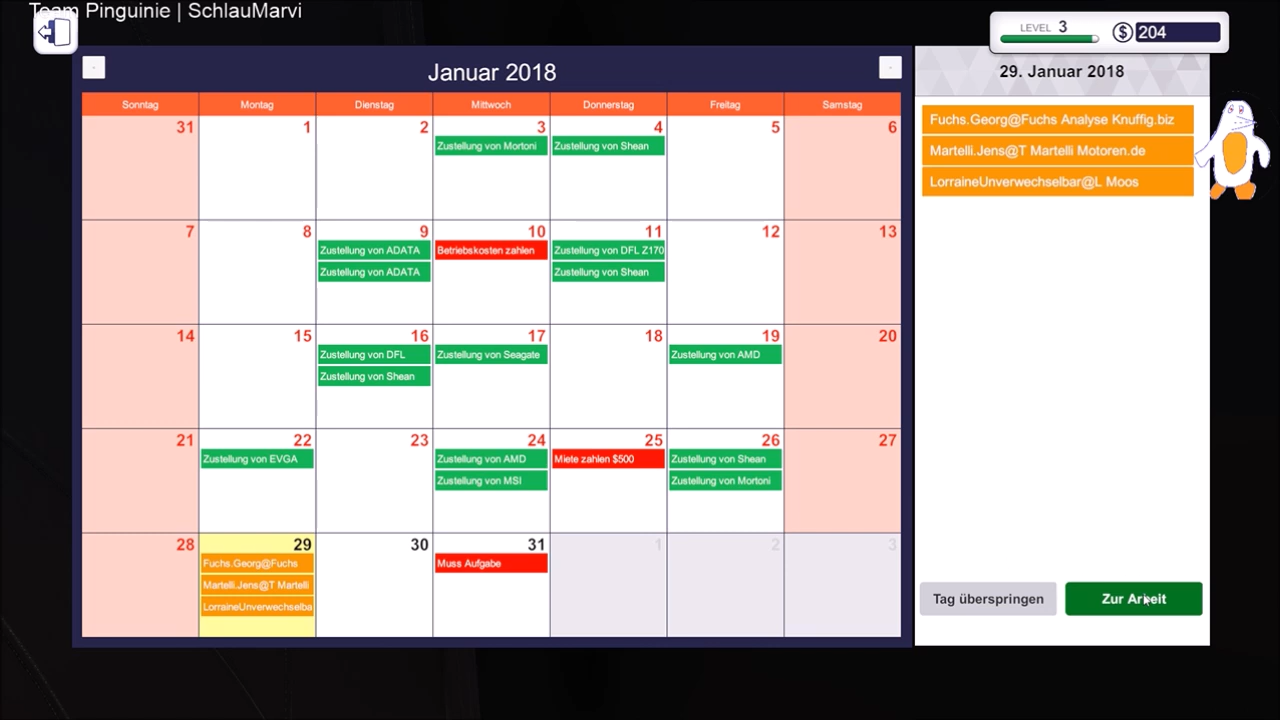 Team Pinguinie | SchlauMarvi
LEVEL 3
$ 204
Januar 2018
Sonntag Montag Dienstag Mittwoch Donnerstag Freitag Samstag
31 1 2 3 4 5 6
Zustellung von Mortoni Zustellung von Shean
7 8 9 10 11 12 13
Zustellung von ADATA Betriebskosten zahlen Zustellung von DFL Z170
Zustellung von ADATA Zustellung von Shean
14 15 16 17 18 19 20
Zustellung von DFL Zustellung von Seagate Zustellung von AMD
Zustellung von Shean
21 22 23 24 25 26 27
Zustellung von EVGA Zustellung von AMD Miete zahlen $500 Zustellung von Shean
Zustellung von MSI Zustellung von Mortoni
28 29 30 31 1 2 3
Fuchs.Georg@Fuchs Muss Aufgabe
Martelli.Jens@T Martelli
LorraineUnverwechselba
29. Januar 2018
Fuchs.Georg@Fuchs Analyse Knuffig.biz
Martelli.Jens@T Martelli Motoren.de
LorraineUnverwechselbar@L Moos
Tag überspringen Zur Arbeit